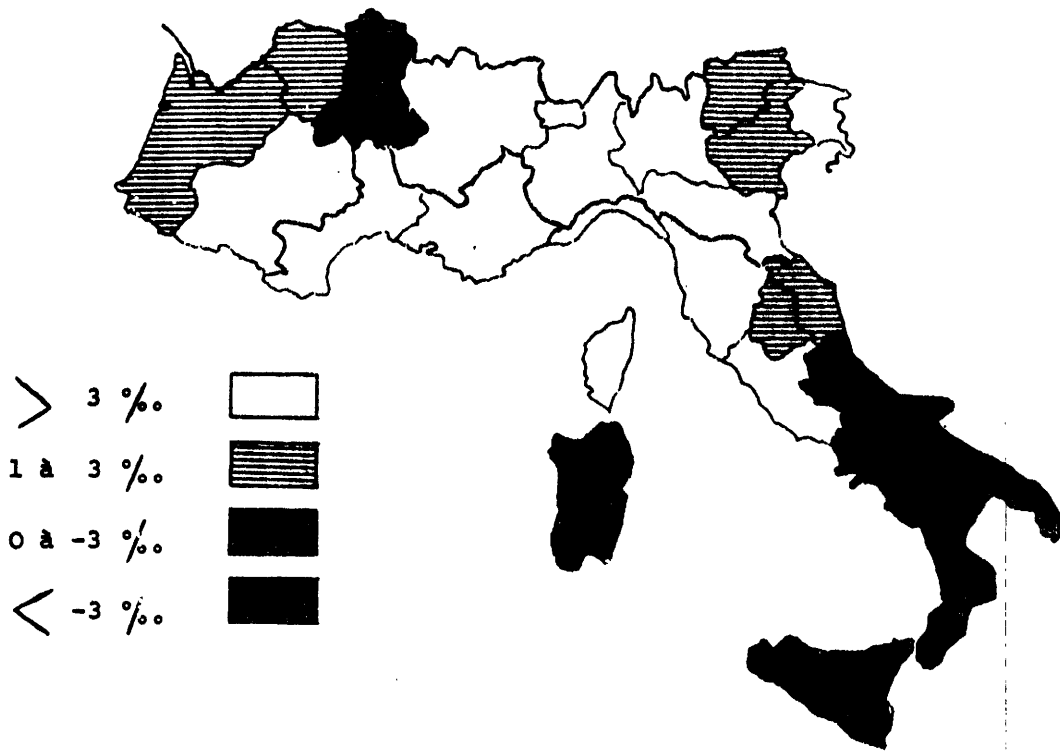 > 3 ‰
1 à 3 ‰
0 à -3 ‰
< -3 ‰